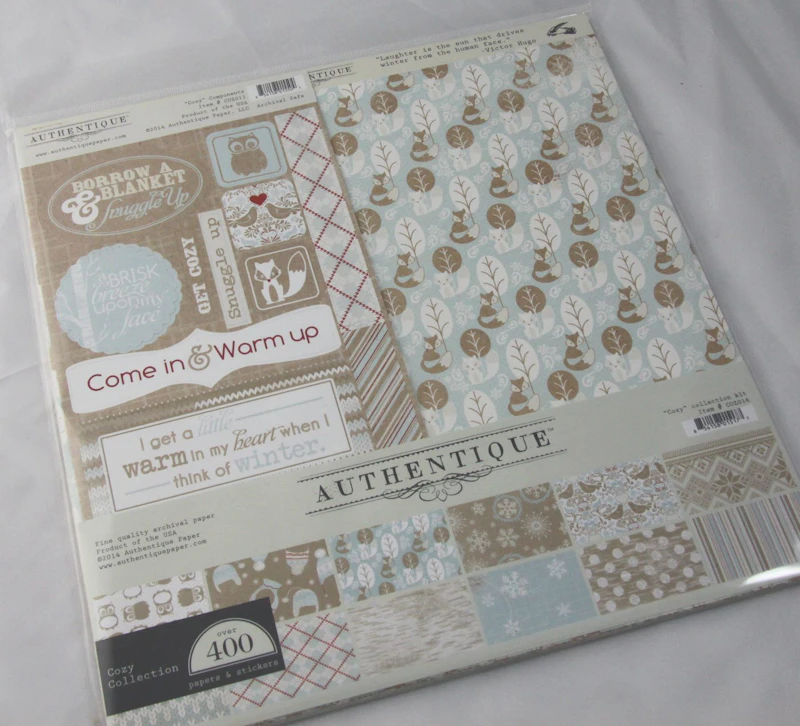 "Laughter is the sun that drives
winter from the human face."
-Victor Hugo
"Cozy" Components
Product of the USA
©2014 Authentique Paper, LLC Archival Safe
AUTHENTIQUE
www.authentiquepaper.com
BORROW A
BLANKET
& Snuggle Up
A BRISK
breeze
upon my
face
GET COZY
Snuggle up
Come in & Warm up
I get a little
warm in my heart when I
think of winter.
"Cozy" collection kit
AUTHENTIQUE™
Fine quality archival paper
Product of the USA
©2014 Authentique Paper
www.authentiquepaper.com
Cozy
Collection
over
400
papers & stickers